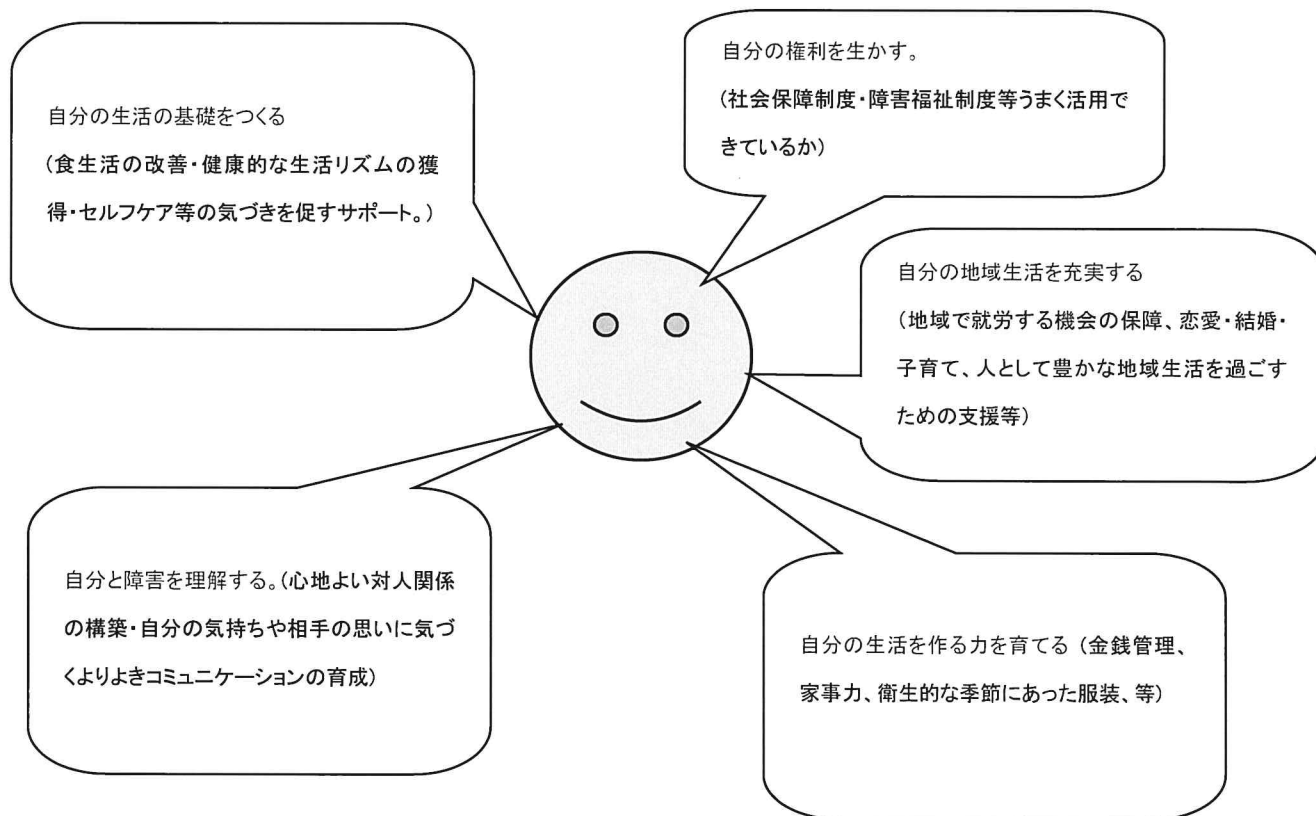 自分の生活の基礎をつくる
(食生活の改善・健康的な生活リズムの獲
得・セルフケア等の気づきを促すサポート。)
自分の権利を生かす。
(社会保障制度・障害福祉制度等うまく活用で
きているか)
自分の地域生活を充実する
(地域で就労する機会の保障、恋愛・結婚・
子育て、人として豊かな地域生活を過ごす
ための支援等)
自分と障害を理解する。(心地よい対人関係
の構築・自分の気持ちや相手の思いに気づ
くよりよきコミュニケーションの育成)
自分の生活を作る力を育てる (金銭管理、
家事力、衛生的な季節にあった服装、等)